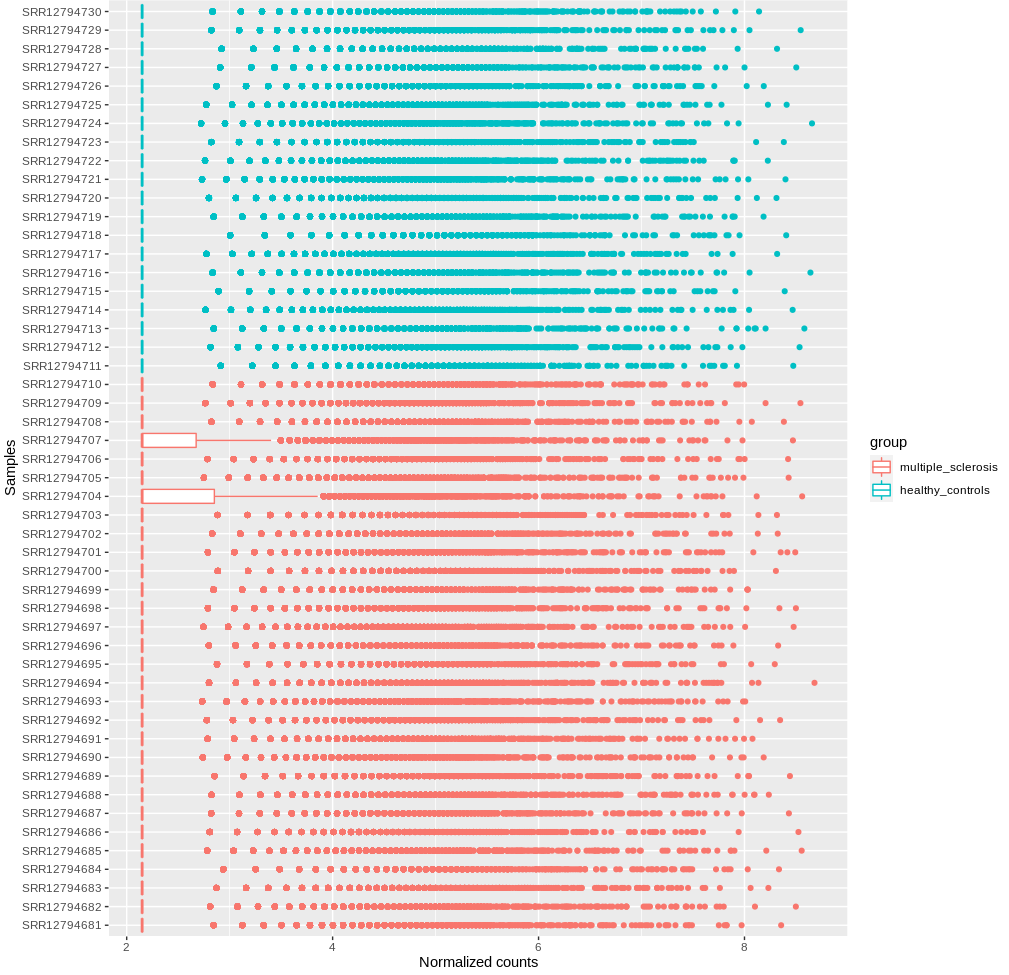 SRR12794730
SRR12794729
SRR12794728
SRR12794727
SRR12794726
SRR12794725
SRR12794724
SRR12794723
SRR12794722
SRR12794721
SRR12794720
SRR12794719
SRR12794718
SRR12794717
SRR12794716
SRR12794715
SRR12794714
SRR12794713
SRR12794712
SRR12794711
SRR12794710
SRR12794709
SRR12794708
SRR12794707
SRR12794706
SRR12794705
SRR12794704
SRR12794703
SRR12794702
SRR12794701
SRR12794700
SRR12794699
SRR12794698
SRR12794697
SRR12794696
SRR12794695
SRR12794694
SRR12794693
SRR12794692
SRR12794691
SRR12794690
SRR12794689
SRR12794688
SRR12794687
SRR12794686
SRR12794685
SRR12794684
SRR12794683
SRR12794682
SRR12794681
Samples
2 4 6 8
Normalized counts
group
multiple_sclerosis
healthy_controls